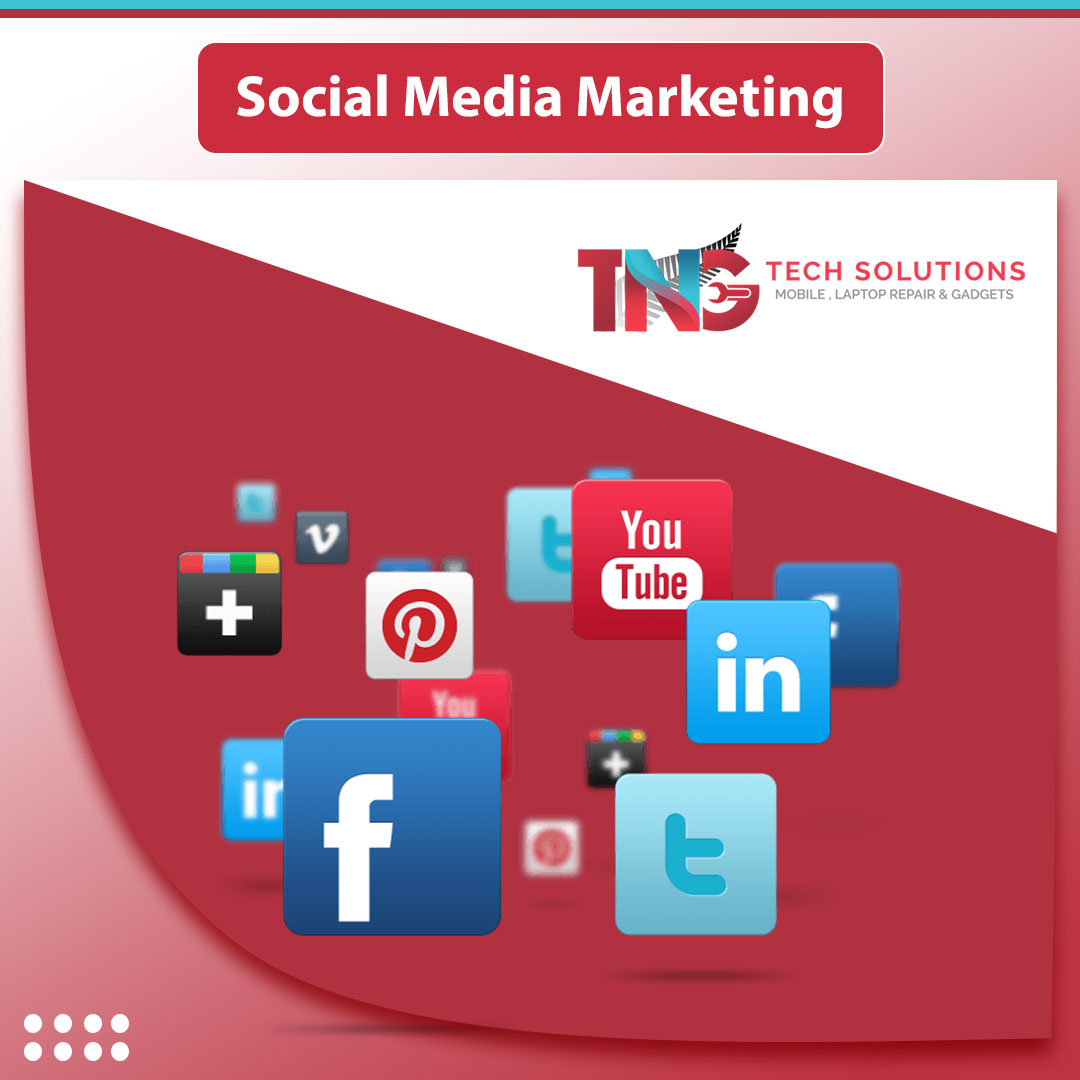 Social Media Marketing
TNG TECH SOLUTIONS
MOBILE , LAPTOP REPAIR & GADGETS
t
V
t
You
Tube
f
in
You
in
f
t